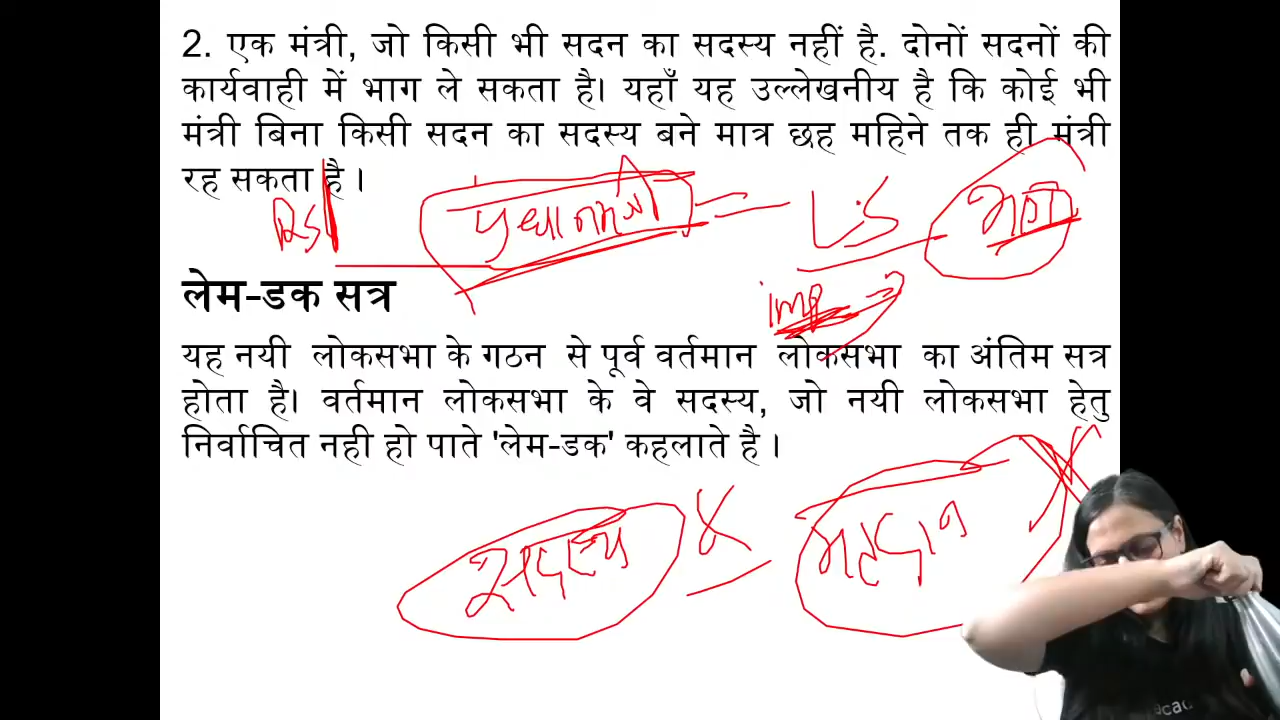 2. एक मंत्री, जो किसी भी सदन का सदस्य नहीं है. दोनों सदनों की
कार्यवाही में भाग ले सकता है। यहाँ यह उल्लेखनीय है कि कोई भी
मंत्री बिना किसी सदन का सदस्य बने मात्र छह महिने तक ही मंत्री
रह सकता है ।
RS प्रधानमंत्री = LS
लेम-डक सत्र
imp
यह नयी लोकसभा के गठन से पूर्व वर्तमान लोकसभा का अंतिम सत्र
होता है। वर्तमान लोकसभा के वे सदस्य, जो नयी लोकसभा हेतु
निर्वाचित नही हो पाते 'लेम-डक' कहलाते है ।
सदस्य X मतदान X